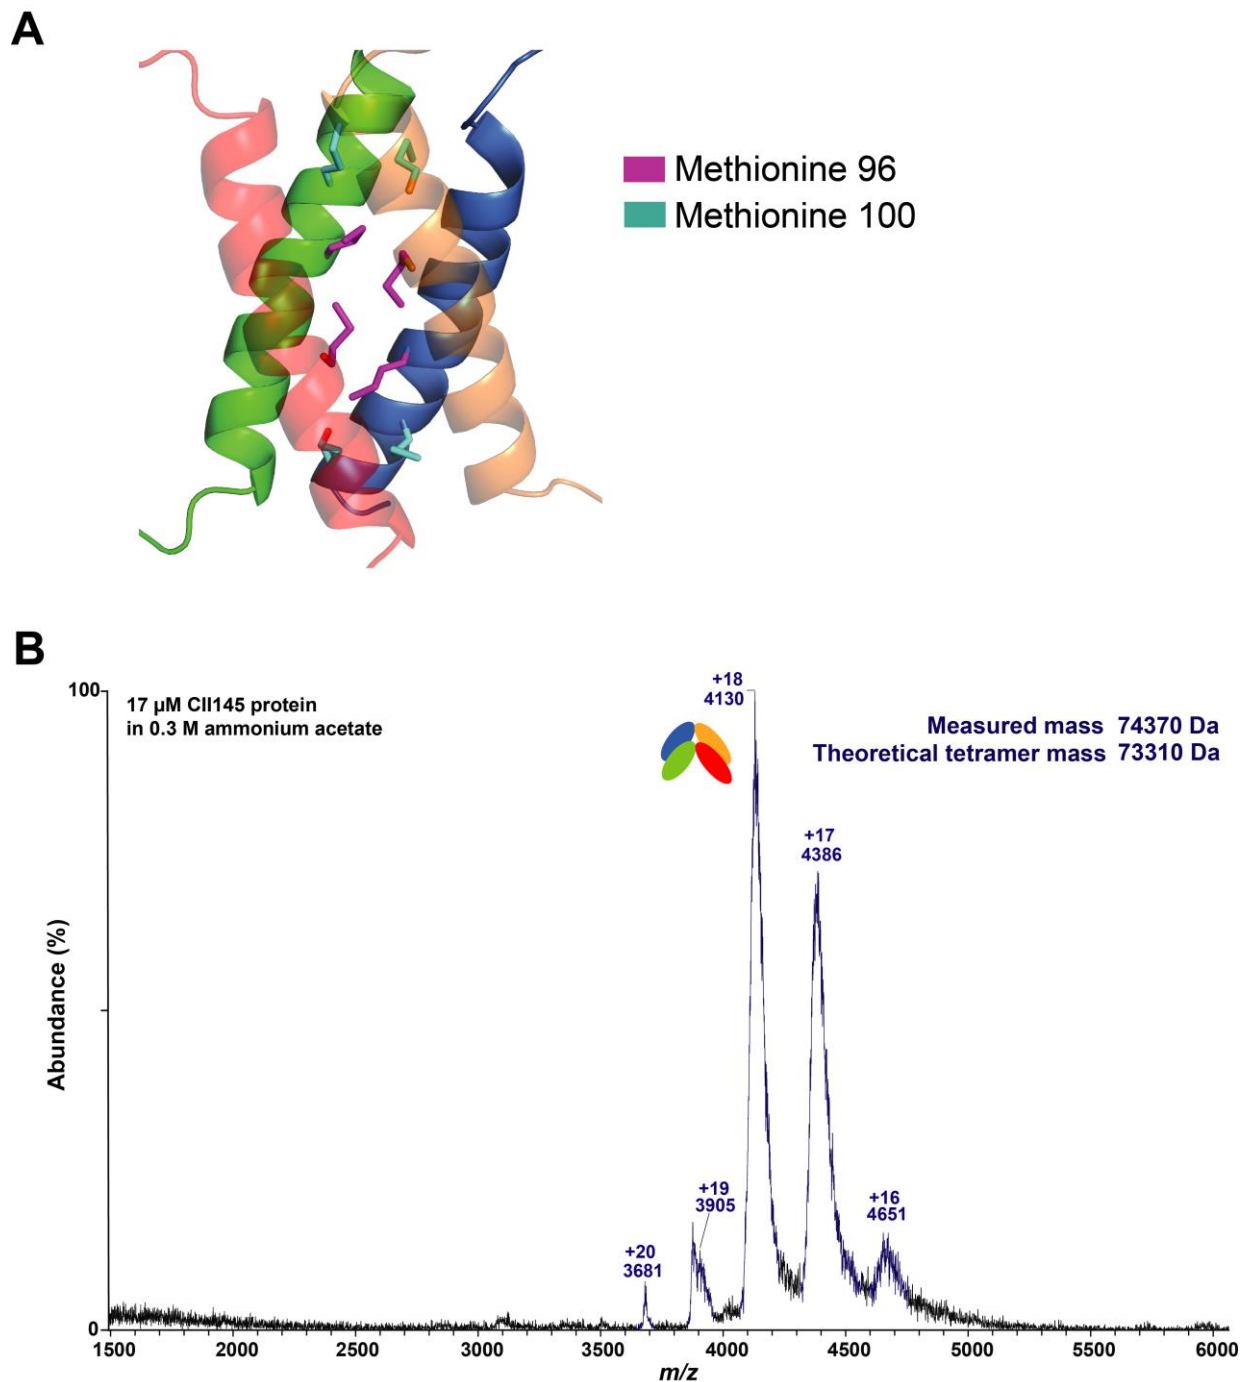 A
Methionine 96
Methionine 100
B
100
17 µM CII145 protein
in 0.3 M ammonium acetate
+18
4130
Measured mass 74370 Da
Theoretical tetramer mass 73310 Da
+17
4386
Abundance (%)
+19
3905
+16
4651
+20
3681
0
1500 2000 2500 3000 3500 4000 4500 5000 5500 6000
m/z